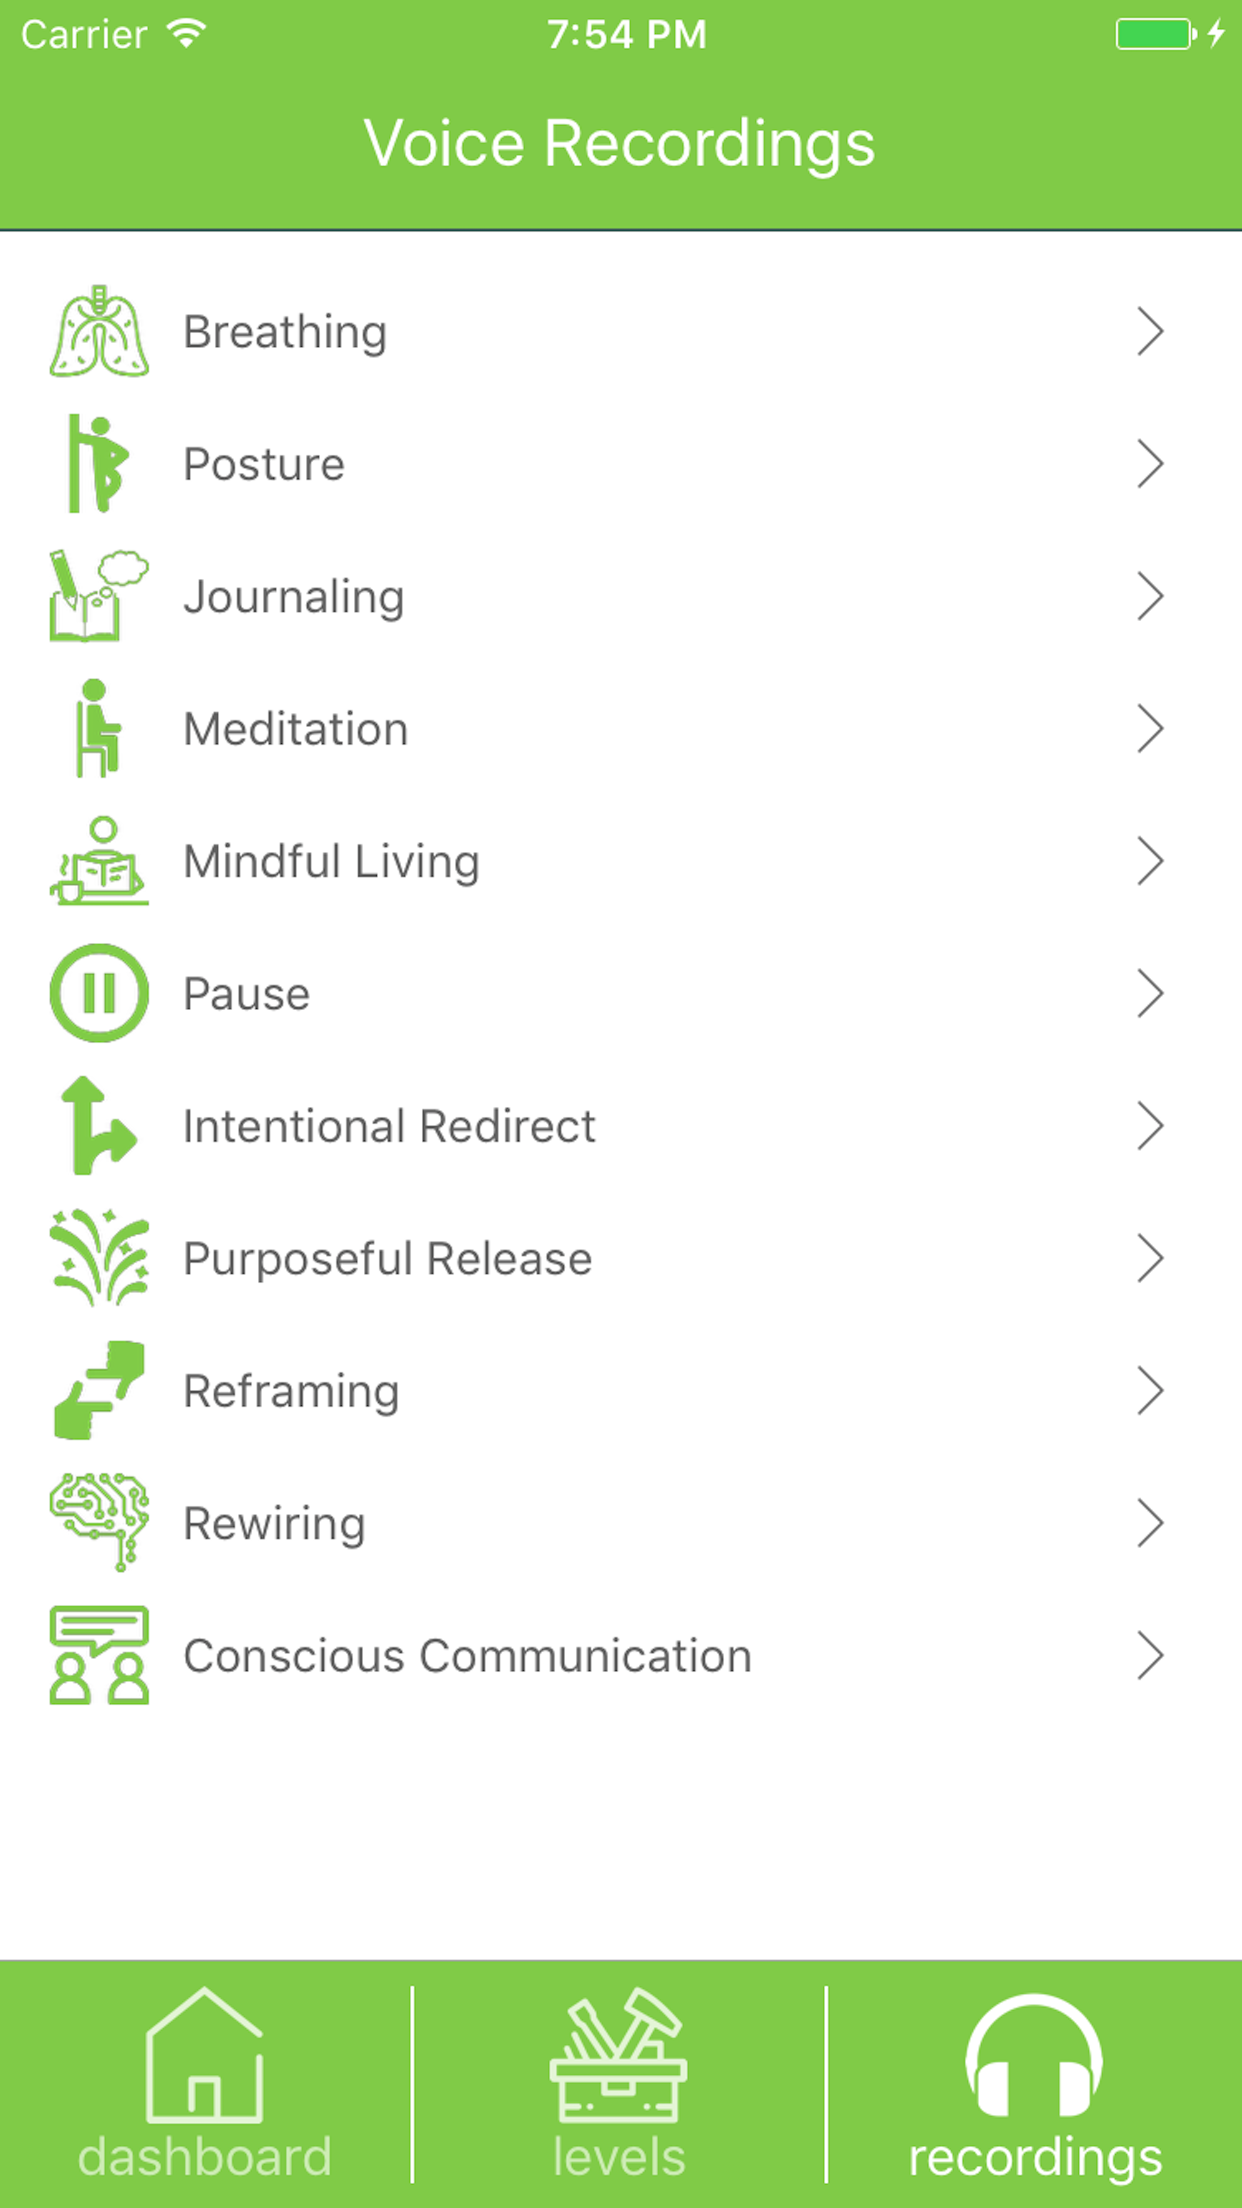 Carrier 7:54 PM
Voice Recordings
Breathing
Posture
Journaling
Meditation
Mindful Living
Pause
Intentional Redirect
Purposeful Release
Reframing
Rewiring
Conscious Communication
dashboard levels recordings